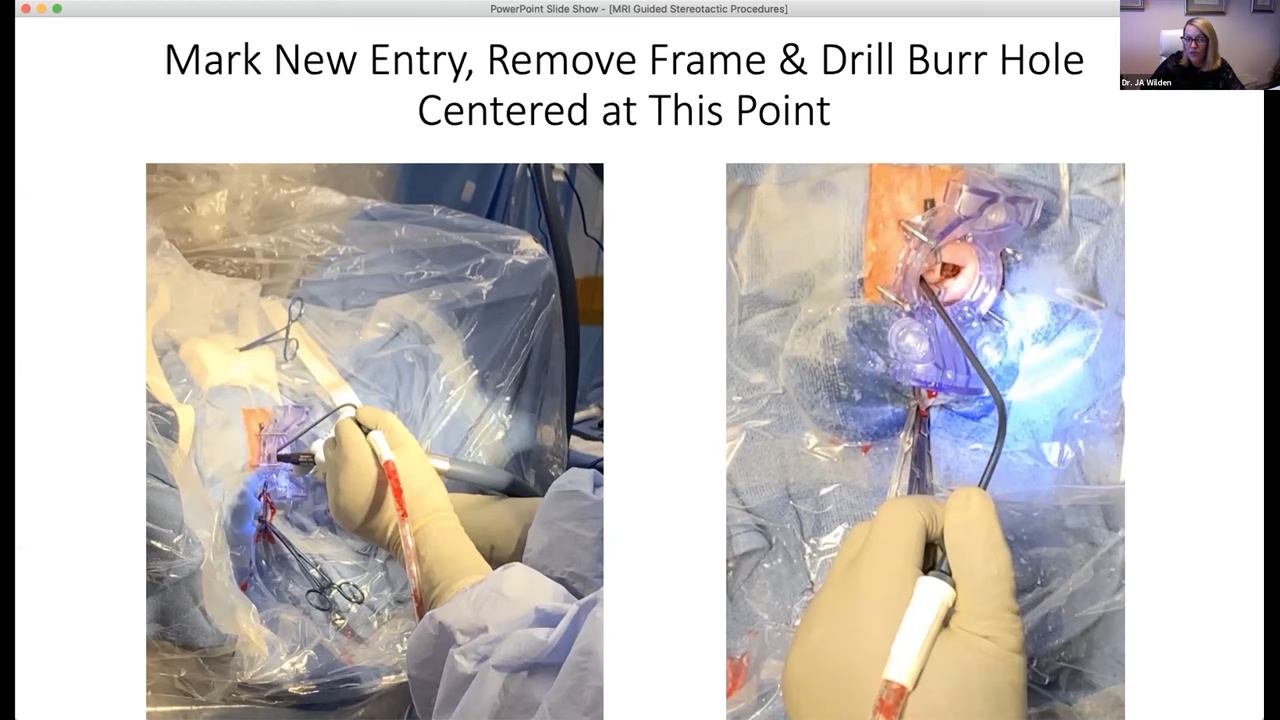 PowerPoint Slide Show - [MRI Guided Stereotactic Procedures]
Mark New Entry, Remove Frame & Drill Burr Hole
Centered at This Point
Dr. JA Wilden